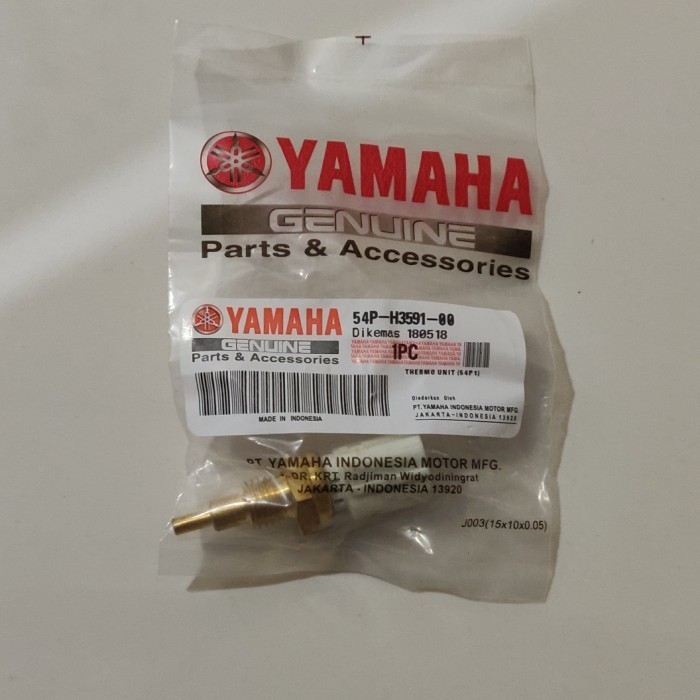 YAMAHA
GENUINE
Parts & Accessories
YAMAHA
GENUINE
Parts & Accessories
MADE IN INDONESIA
54P-H3591-00
Dikemas 180518
1PC
THERMO UNIT (54P1)
Diedarkan Oleh
PT.YAMAHA INDONESIA MOTOR MFG.
JAKARTA-INDONESIA 13920
PT. YAMAHA INDONESIA MOTOR MFG.
DR. KRT. Radjiman Widyodiningrat
JAKARTA - INDONESIA 13920
J003(15x10x0.05)